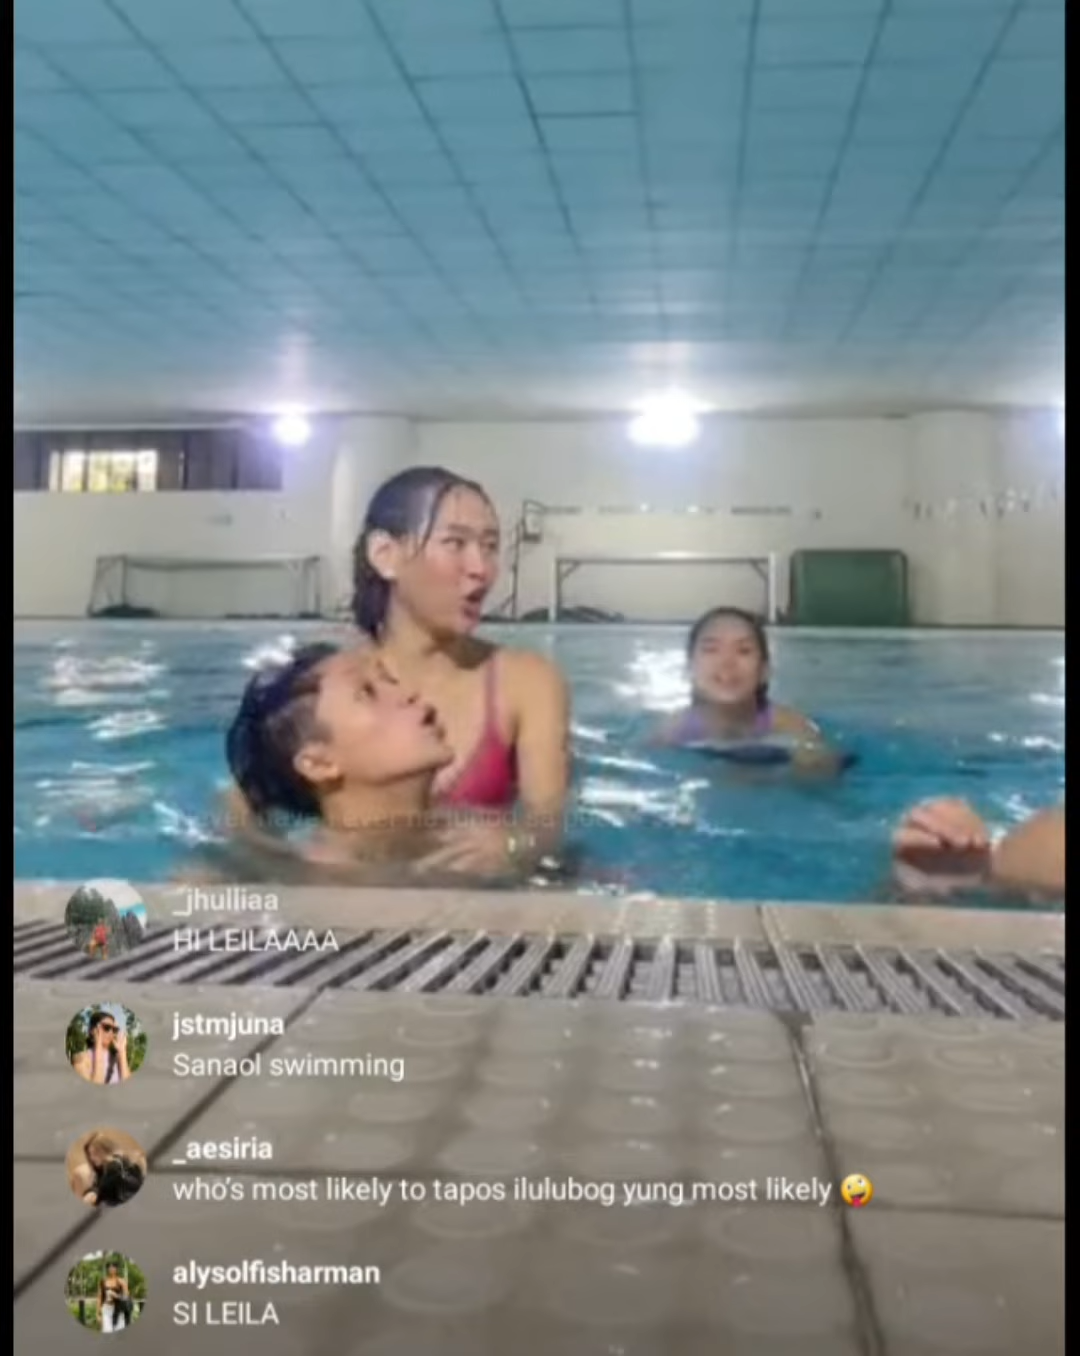 _jhulliaa
HI LEILAAAA
jstmjuna
Sanaol swimming
_aesiria
who's most likely to tapos ilulubog yung most likely 🤪
alysolfisharman
SI LEILA